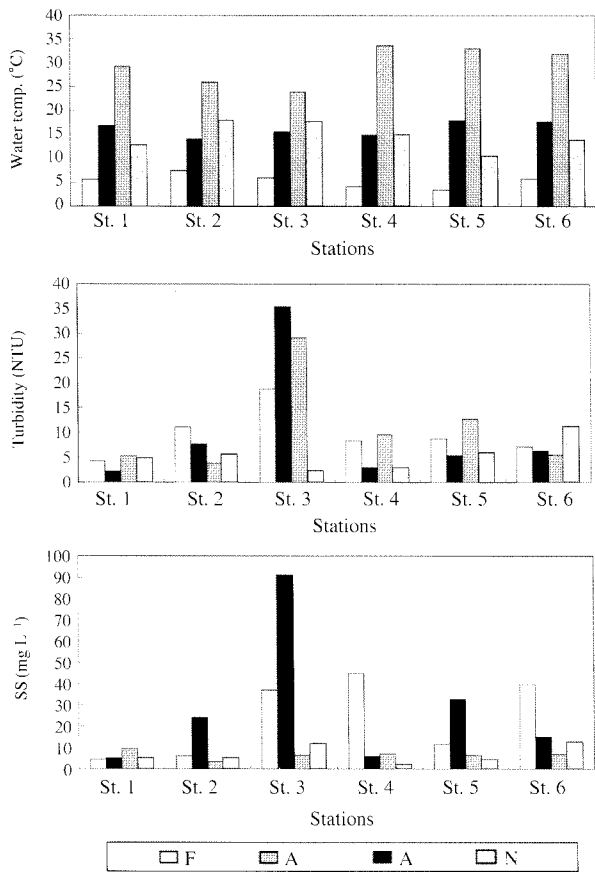 Water temp. (°C)
40
35
30
25
20
15
10
5
0
St. 1 St. 2 St. 3 St. 4 St. 5 St. 6
Stations
Turbidity (NTU)
40
35
30
25
20
15
10
5
0
St. 1 St. 2 St. 3 St. 4 St. 5 St. 6
Stations
SS (mg L⁻¹)
100
90
80
70
60
50
40
30
20
10
0
St. 1 St. 2 St. 3 St. 4 St. 5 St. 6
Stations
F A A N